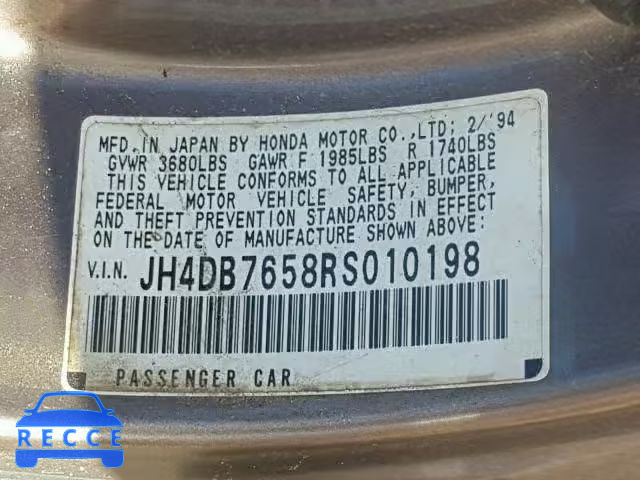 MFD. IN JAPAN BY HONDA MOTOR CO.,LTD; 2/'94
GVWR 3680LBS GAWR F 1985LBS R 1740LBS
THIS VEHICLE CONFORMS TO ALL APPLICABLE
FEDERAL MOTOR VEHICLE SAFETY, BUMPER,
AND THEFT PREVENTION STANDARDS IN EFFECT
ON THE DATE OF MANUFACTURE SHOWN ABOVE:
V.I.N. JH4DB7658RS010198
PASSENGER CAR
RECCE